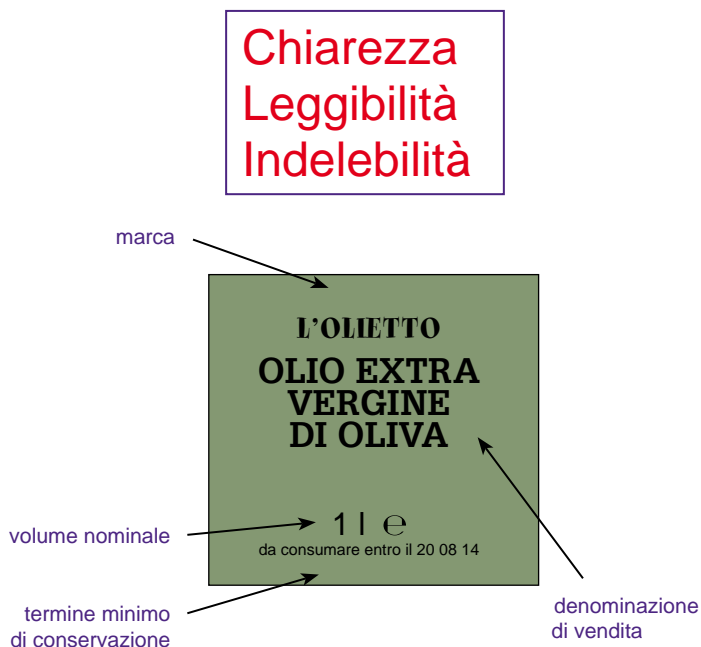 Chiarezza
Leggibilità
Indelebilità
marca
L'OLIETTO
OLIO EXTRA
VERGINE
DI OLIVA
volume nominale
1 l ℮
da consumare entro il 20 08 14
termine minimo
di conservazione
denominazione
di vendita